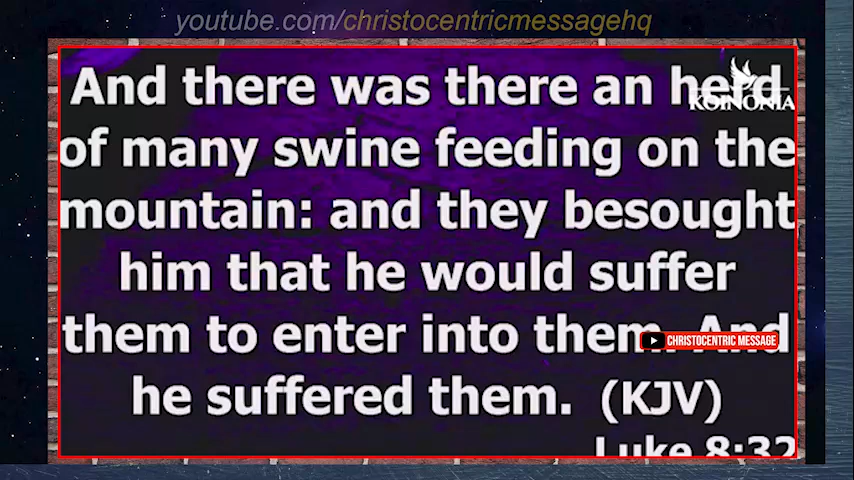 youtube.com/christocentricmessagehq
And there was there an herd
KOINONIA
of many swine feeding on the
mountain: and they besought
him that he would suffer
them to enter into them. And
CHRISTOCENTRIC MESSAGE
he suffered them. (KJV)
Luke 8:32